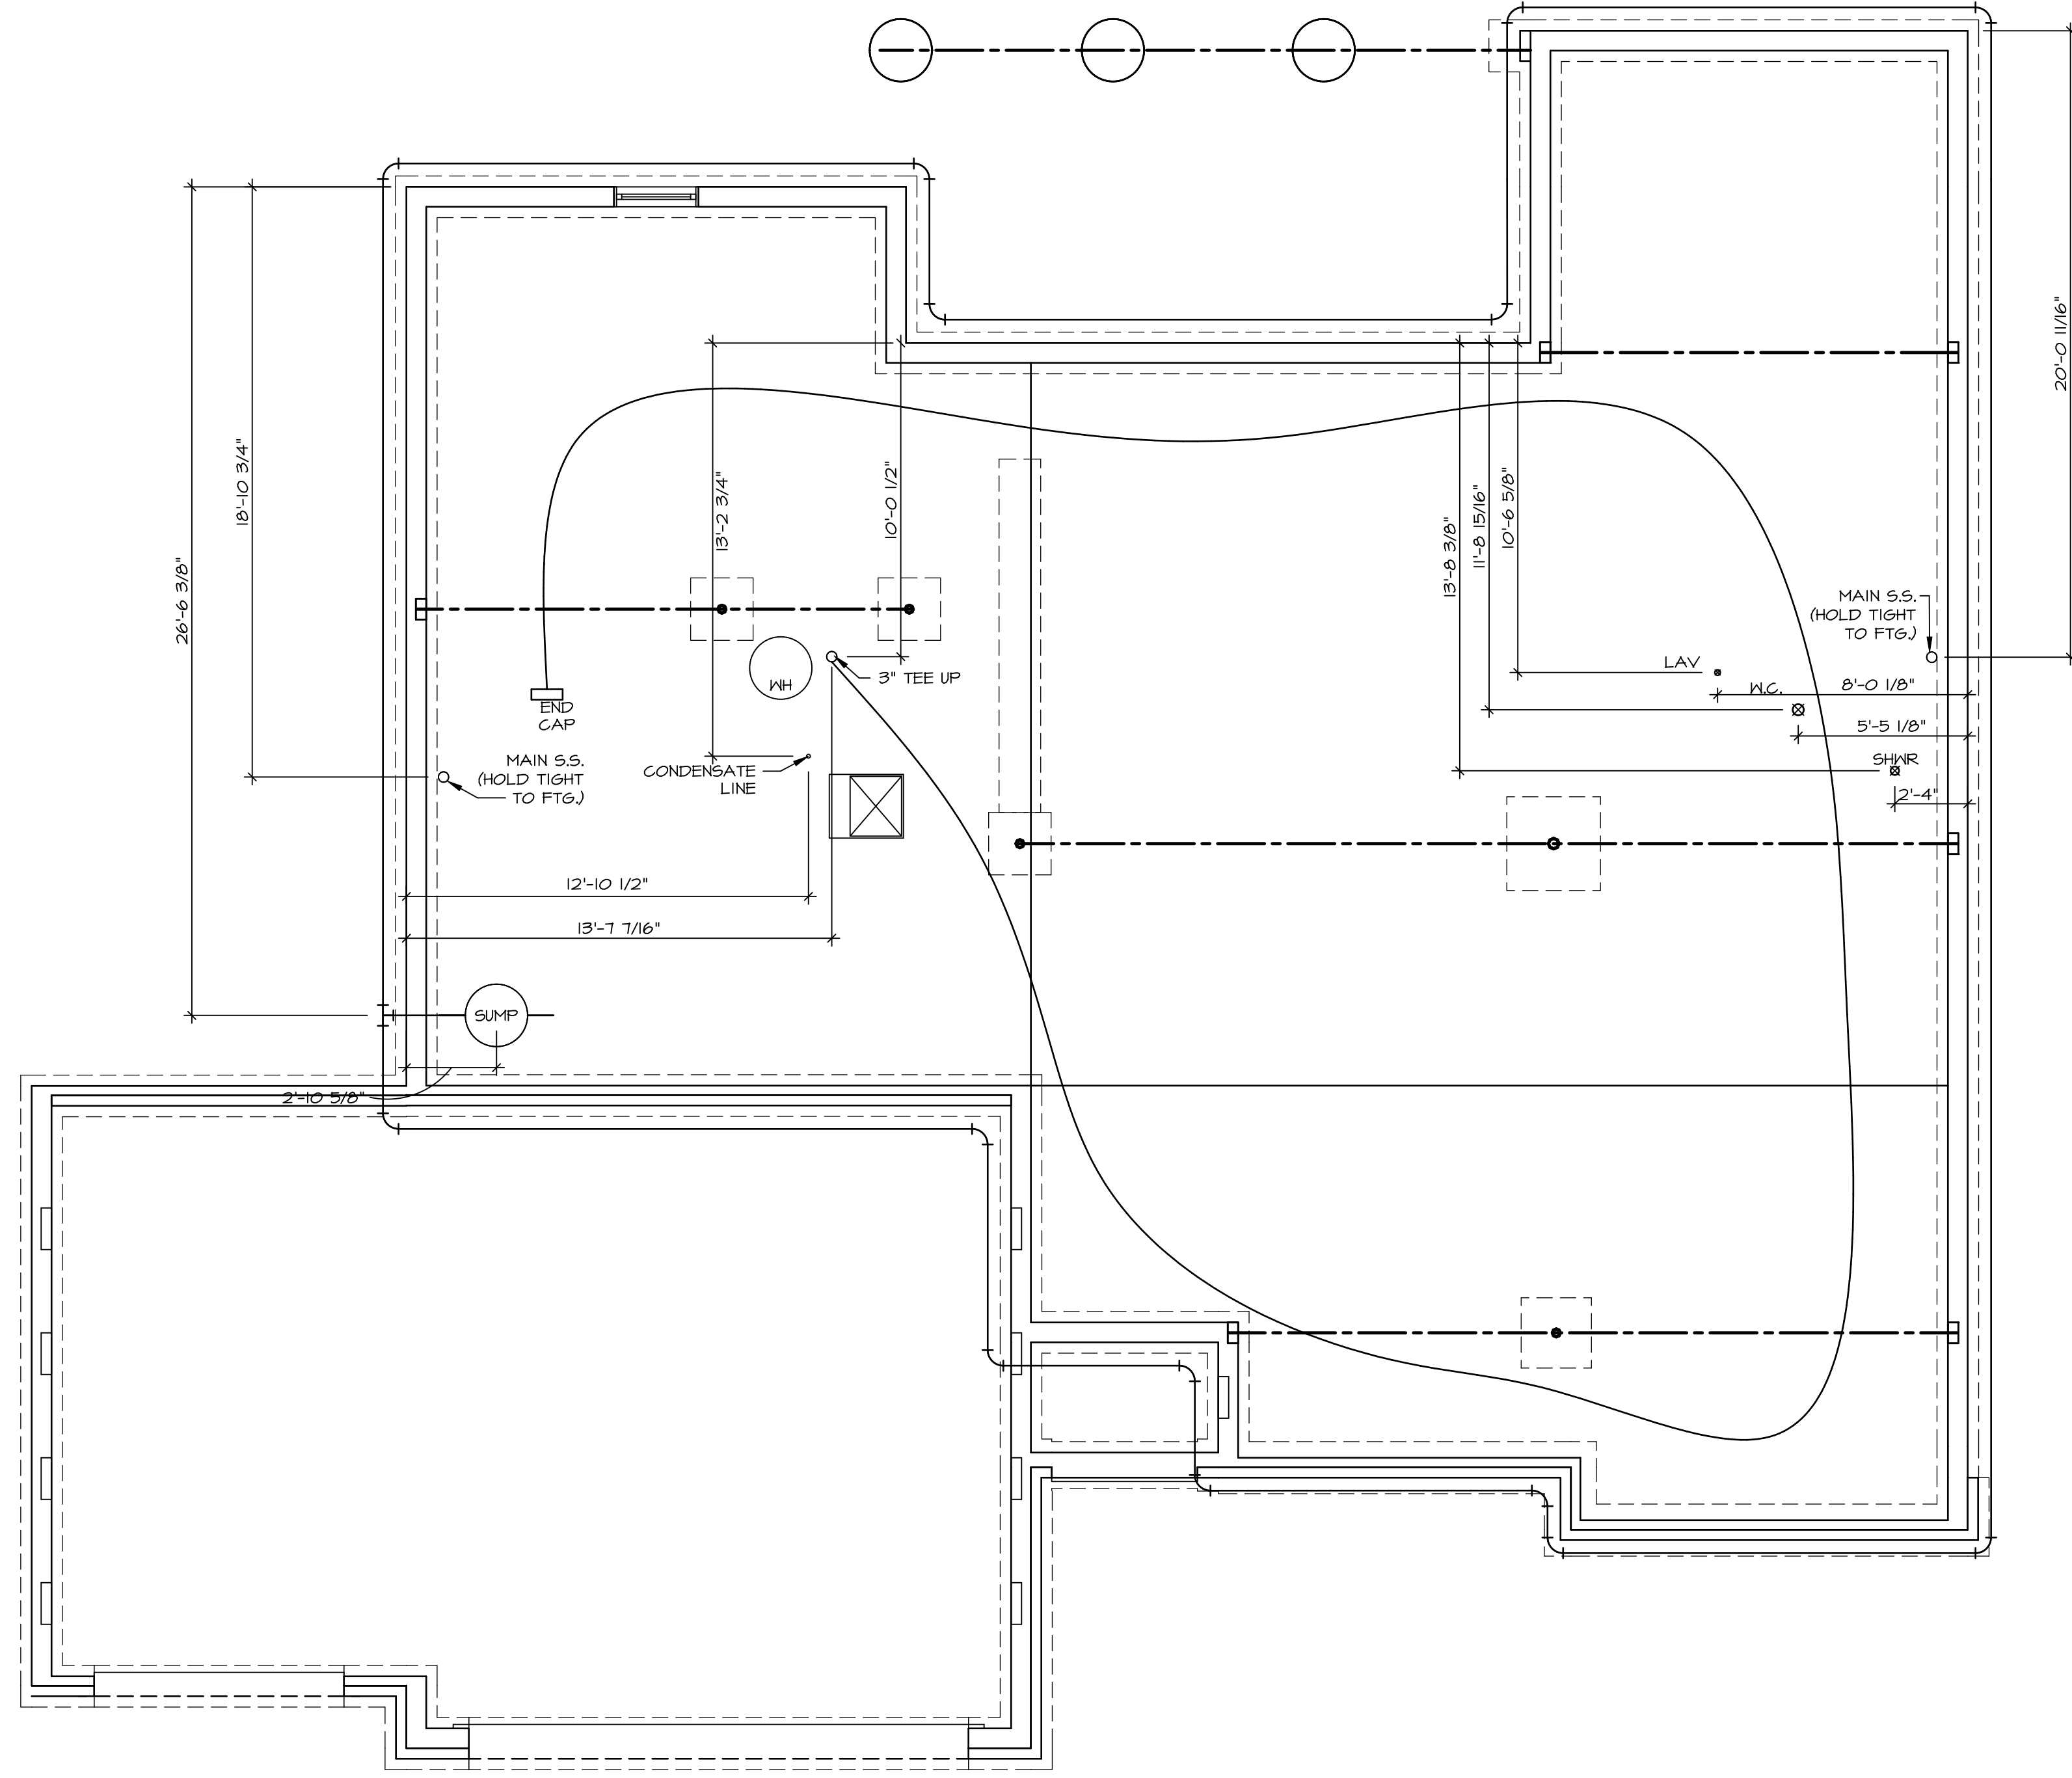 20'-0 11/16"
18'-10 3/4"
26'-6 3/8"
13'-2 3/4"
10'-0 1/2"
13'-8 3/8"
11'-8 15/16"
10'-6 5/8"
MAIN S.S.
(HOLD TIGHT
TO FTG.)
LAV
W.C.
8'-0 1/8"
5'-5 1/8"
SHWR
2'-4"
WH
3" TEE UP
END
CAP
MAIN S.S.
(HOLD TIGHT
TO FTG.)
CONDENSATE
LINE
12'-10 1/2"
13'-7 7/16"
SUMP
2'-10 5/8"